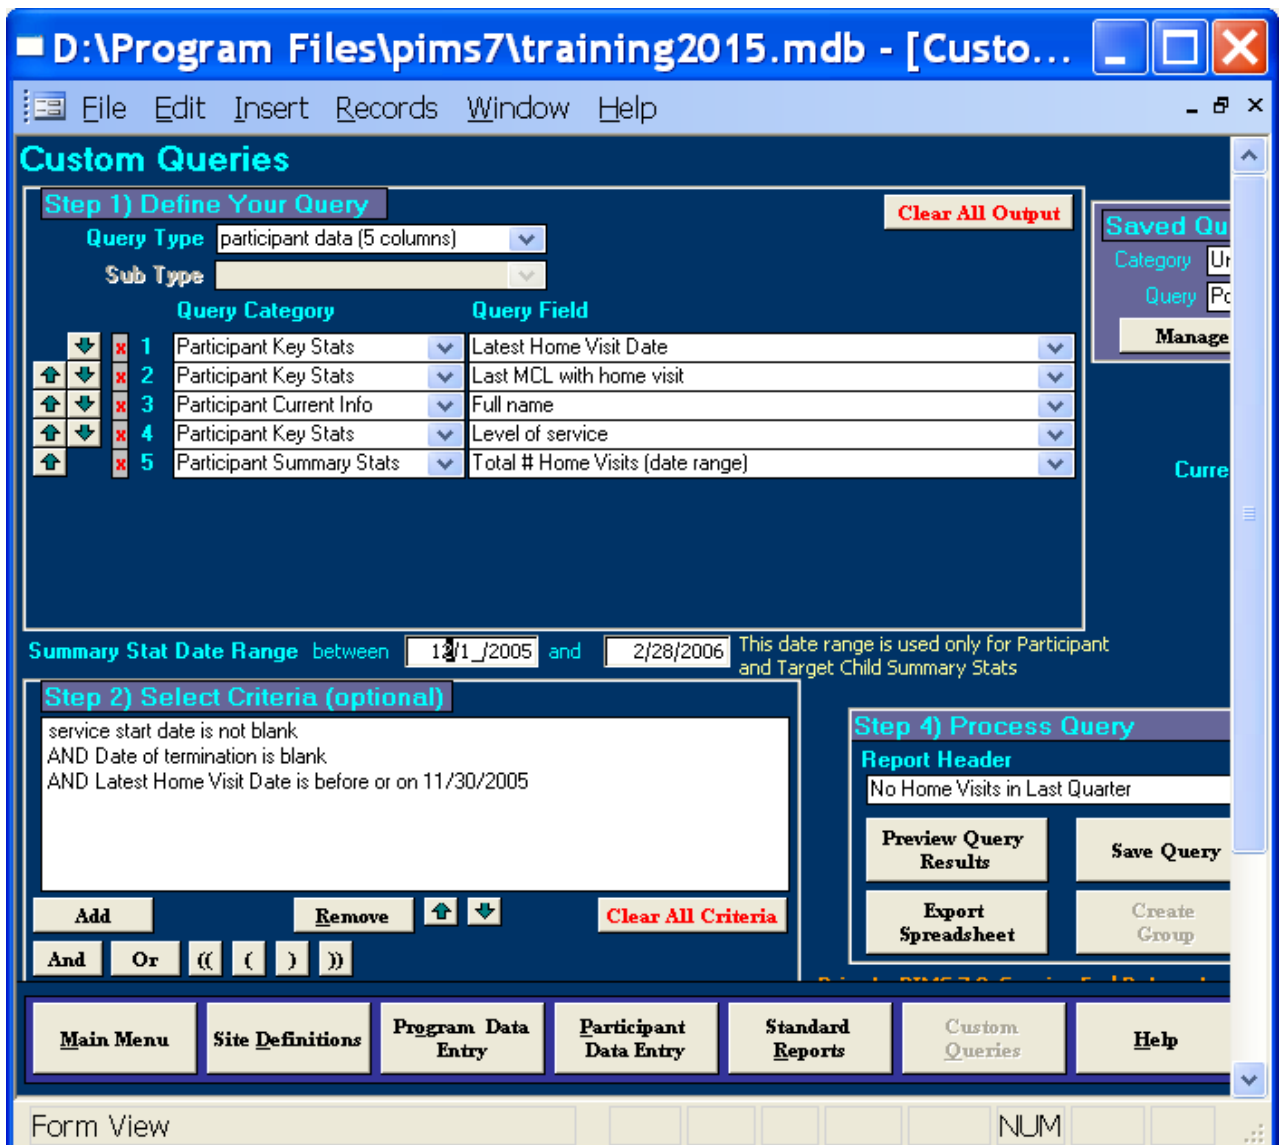 D:\Program Files\pims7\training2015.mdb - [Custo...
File Edit Insert Records Window Help
Custom Queries
Step 1) Define Your Query
Clear All Output
Query Type participant data (5 columns)
Sub Type
Query Category Query Field
x 1 Participant Key Stats Latest Home Visit Date
x 2 Participant Key Stats Last MCL with home visit
x 3 Participant Current Info Full name
x 4 Participant Key Stats Level of service
x 5 Participant Summary Stats Total # Home Visits (date range)
Saved Qu
Category Ur
Query Po
Manage
Curre
Summary Stat Date Range between 12/1_/2005 and 2/28/2006 This date range is used only for Participant
and Target Child Summary Stats
Step 2) Select Criteria (optional)
service start date is not blank
AND Date of termination is blank
AND Latest Home Visit Date is before or on 11/30/2005
Add Remove Clear All Criteria
And Or (( ( ) ))
Step 4) Process Query
Report Header
No Home Visits in Last Quarter
Preview Query
Results
Save Query
Export
Spreadsheet
Create
Group
Main Menu
Site Definitions
Program Data
Entry
Participant
Data Entry
Standard
Reports
Custom
Queries
Help
Form View NUM